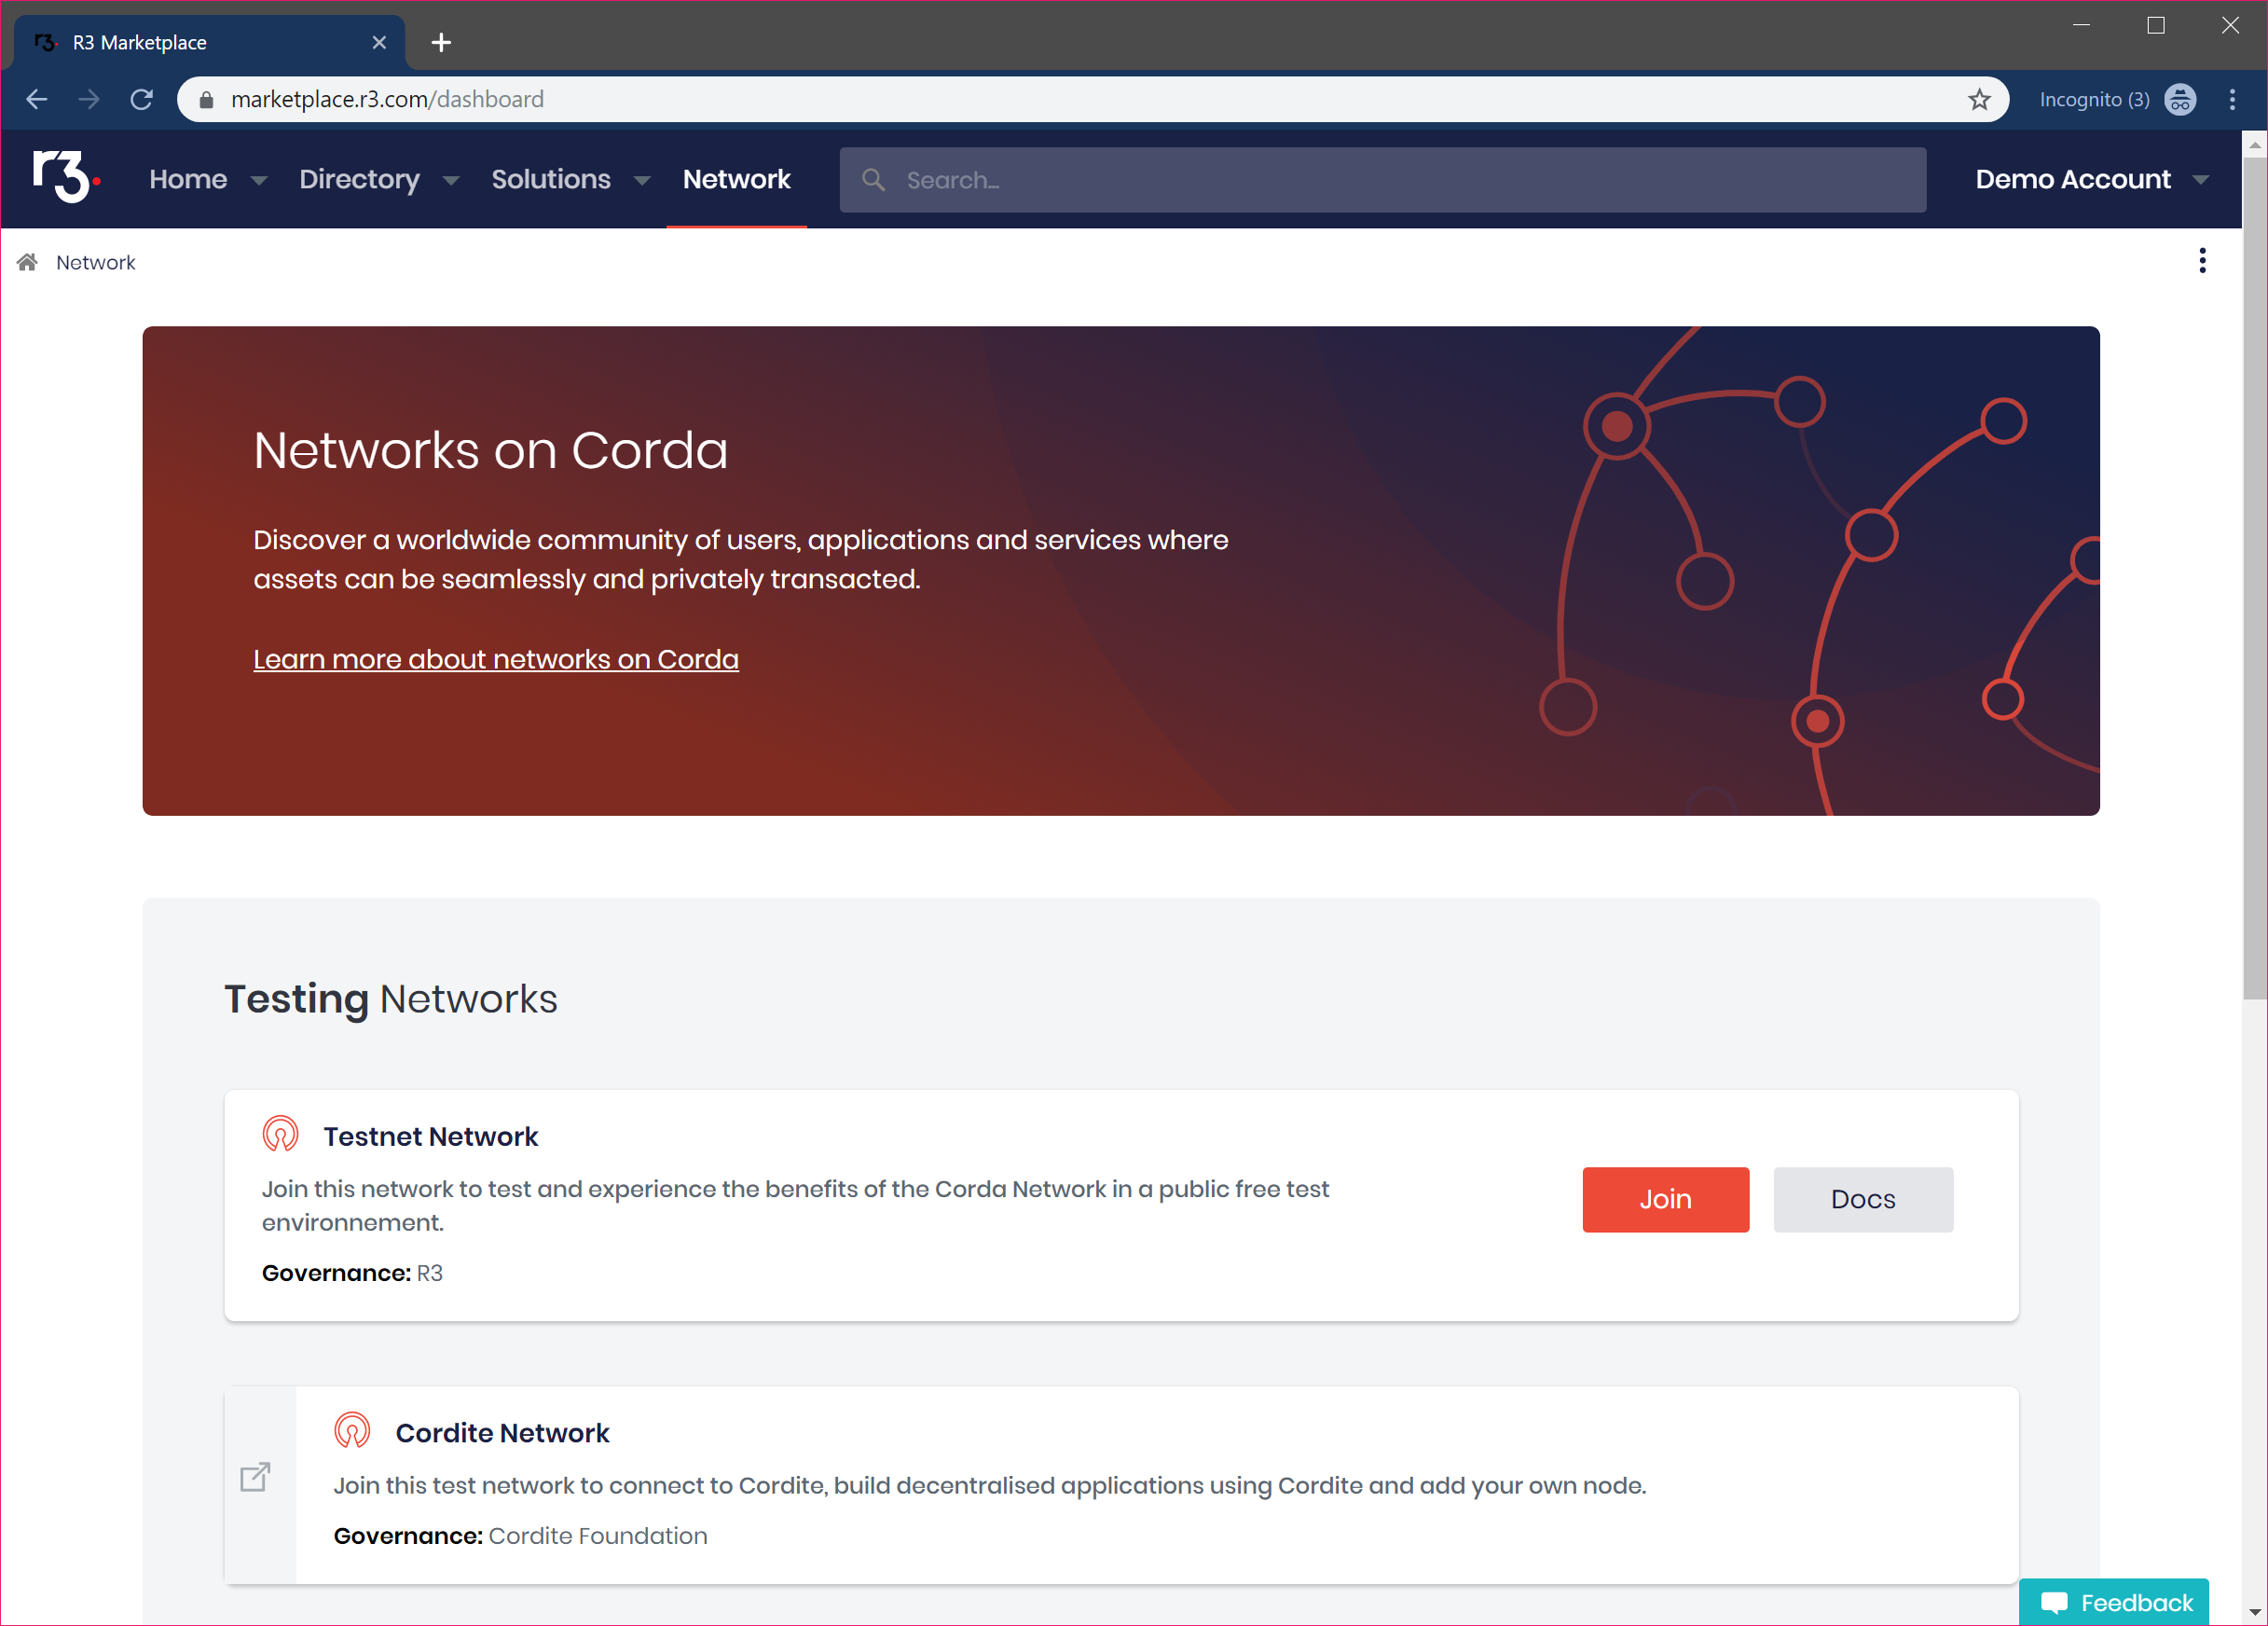 r3. R3 Marketplace
marketplace.r3.com/dashboard
Incognito (3)
r3.
Home Directory Solutions Network Search... Demo Account
Network
Networks on Corda
Discover a worldwide community of users, applications and services where
assets can be seamlessly and privately transacted.
Learn more about networks on Corda
Testing Networks
Testnet Network
Join this network to test and experience the benefits of the Corda Network in a public free test
environnement.
Governance: R3
Join Docs
Cordite Network
Join this test network to connect to Cordite, build decentralised applications using Cordite and add your own node.
Governance: Cordite Foundation
Feedback